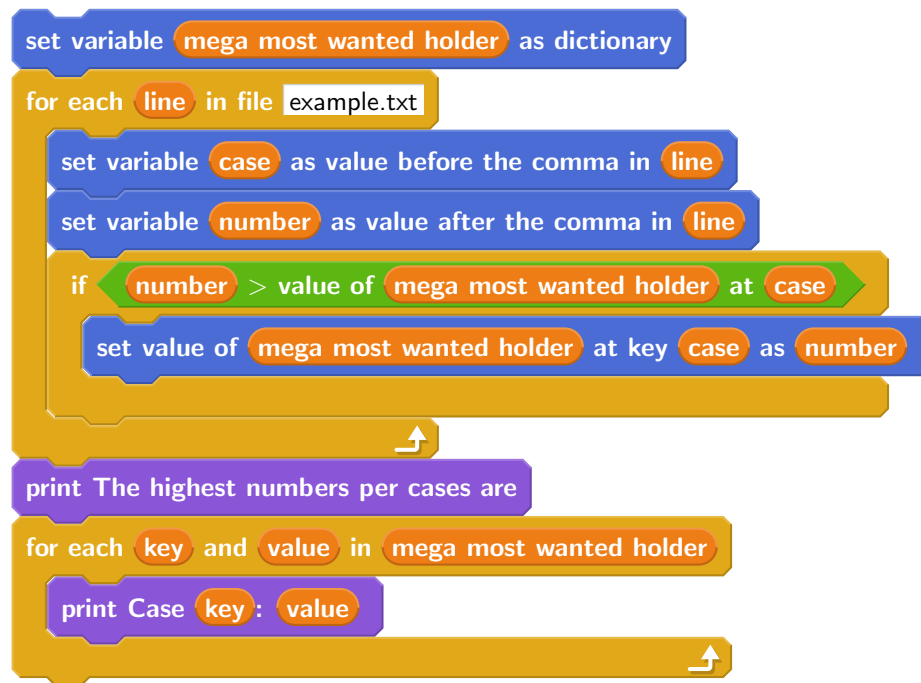 set variable mega most wanted holder as dictionary
for each line in file example.txt
set variable case as value before the comma in line
set variable number as value after the comma in line
if number > value of mega most wanted holder at case
set value of mega most wanted holder at key case as number
print The highest numbers per cases are
for each key and value in mega most wanted holder
print Case key : value